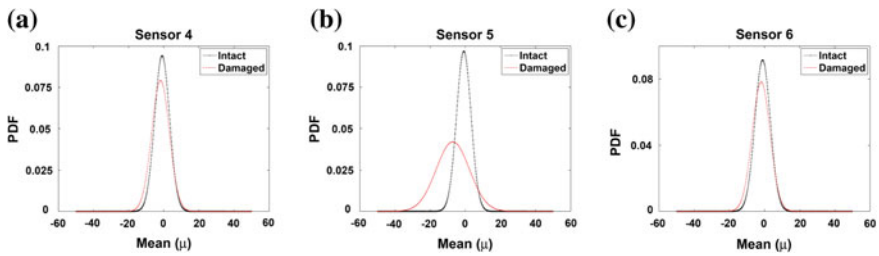 (a)
Sensor 4
Intact
Damaged
0.1
0.075
0.05
0.025
0
PDF
-60 -40 -20 0 20 40 60
Mean (μ)
(b)
Sensor 5
Intact
Damaged
0.1
0.075
0.05
0.025
0
PDF
-60 -40 -20 0 20 40 60
Mean (μ)
(c)
Sensor 6
Intact
Damaged
0.08
0.04
0
PDF
-60 -40 -20 0 20 40 60
Mean (μ)